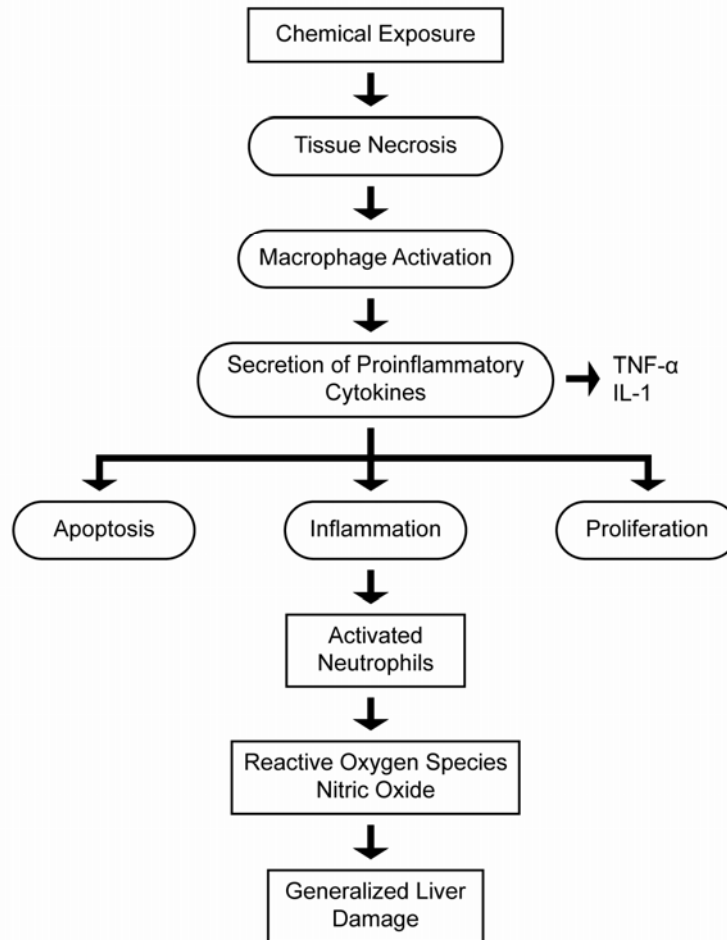 Chemical Exposure
Tissue Necrosis
Macrophage Activation
Secretion of Proinflammatory
Cytokines
TNF-α
IL-1
Apoptosis
Inflammation
Proliferation
Activated
Neutrophils
Reactive Oxygen Species
Nitric Oxide
Generalized Liver
Damage